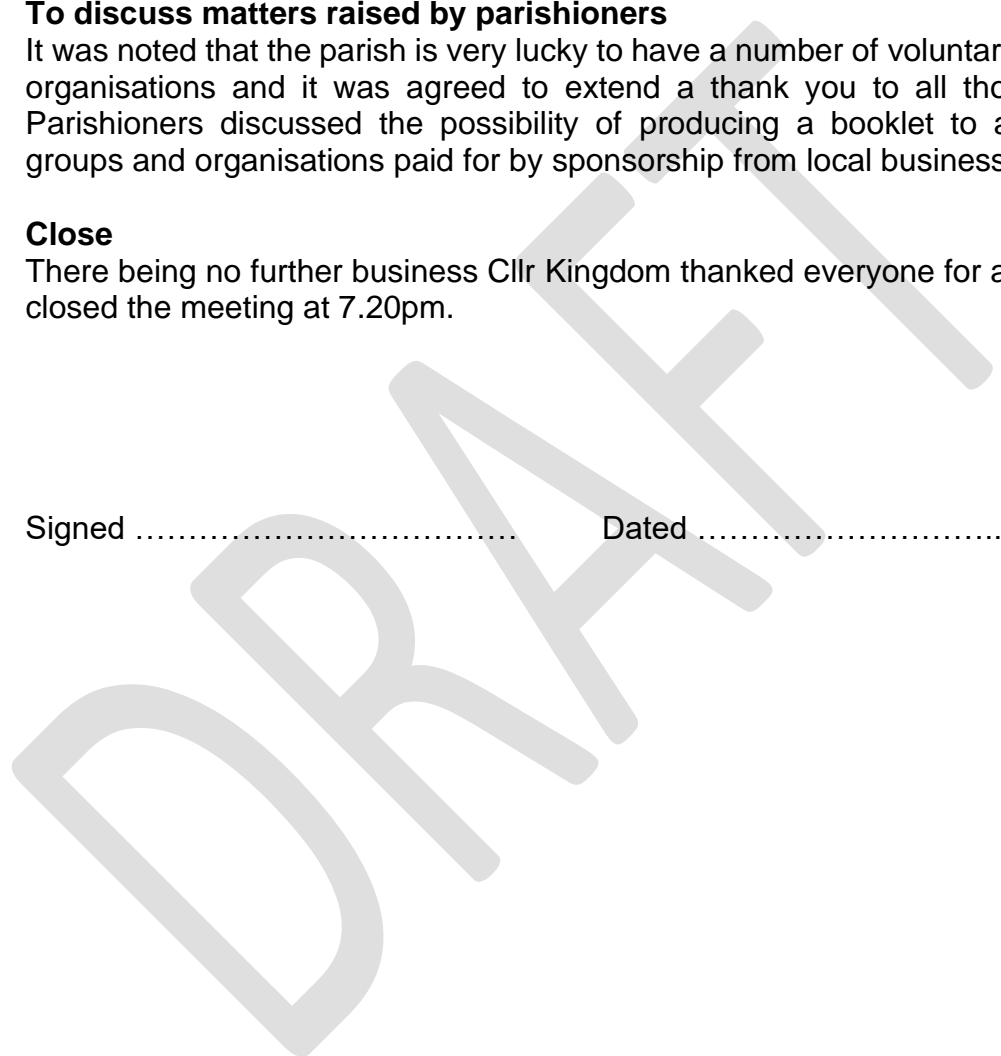 To discuss matters raised by parishioners
It was noted that the parish is very lucky to have a number of voluntar
organisations and it was agreed to extend a thank you to all tho
Parishioners discussed the possibility of producing a booklet to a
groups and organisations paid for by sponsorship from local business
Close
There being no further business Cllr Kingdom thanked everyone for a
closed the meeting at 7.20pm.
Signed ……………………………… Dated ………………………..
DRAFT